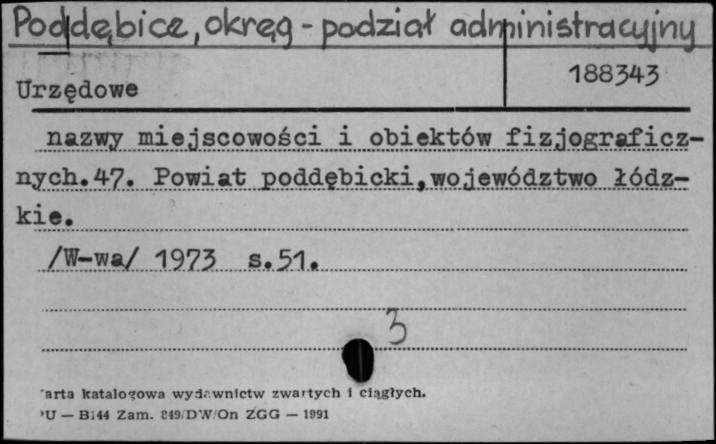 Poddębice, okręg - podział administracyjny
188343
Urzędowe
nazwy miejscowości i obiektów fizjograficz-
nych.47. Powiat poddębicki,województwo łódz-
kie.
/W-wa/ 1973 s.51.
3
arta katalogowa wydawnictw zwartych i ciągłych.
U — B144 Zam. 849/DW/On ZGG — 1991